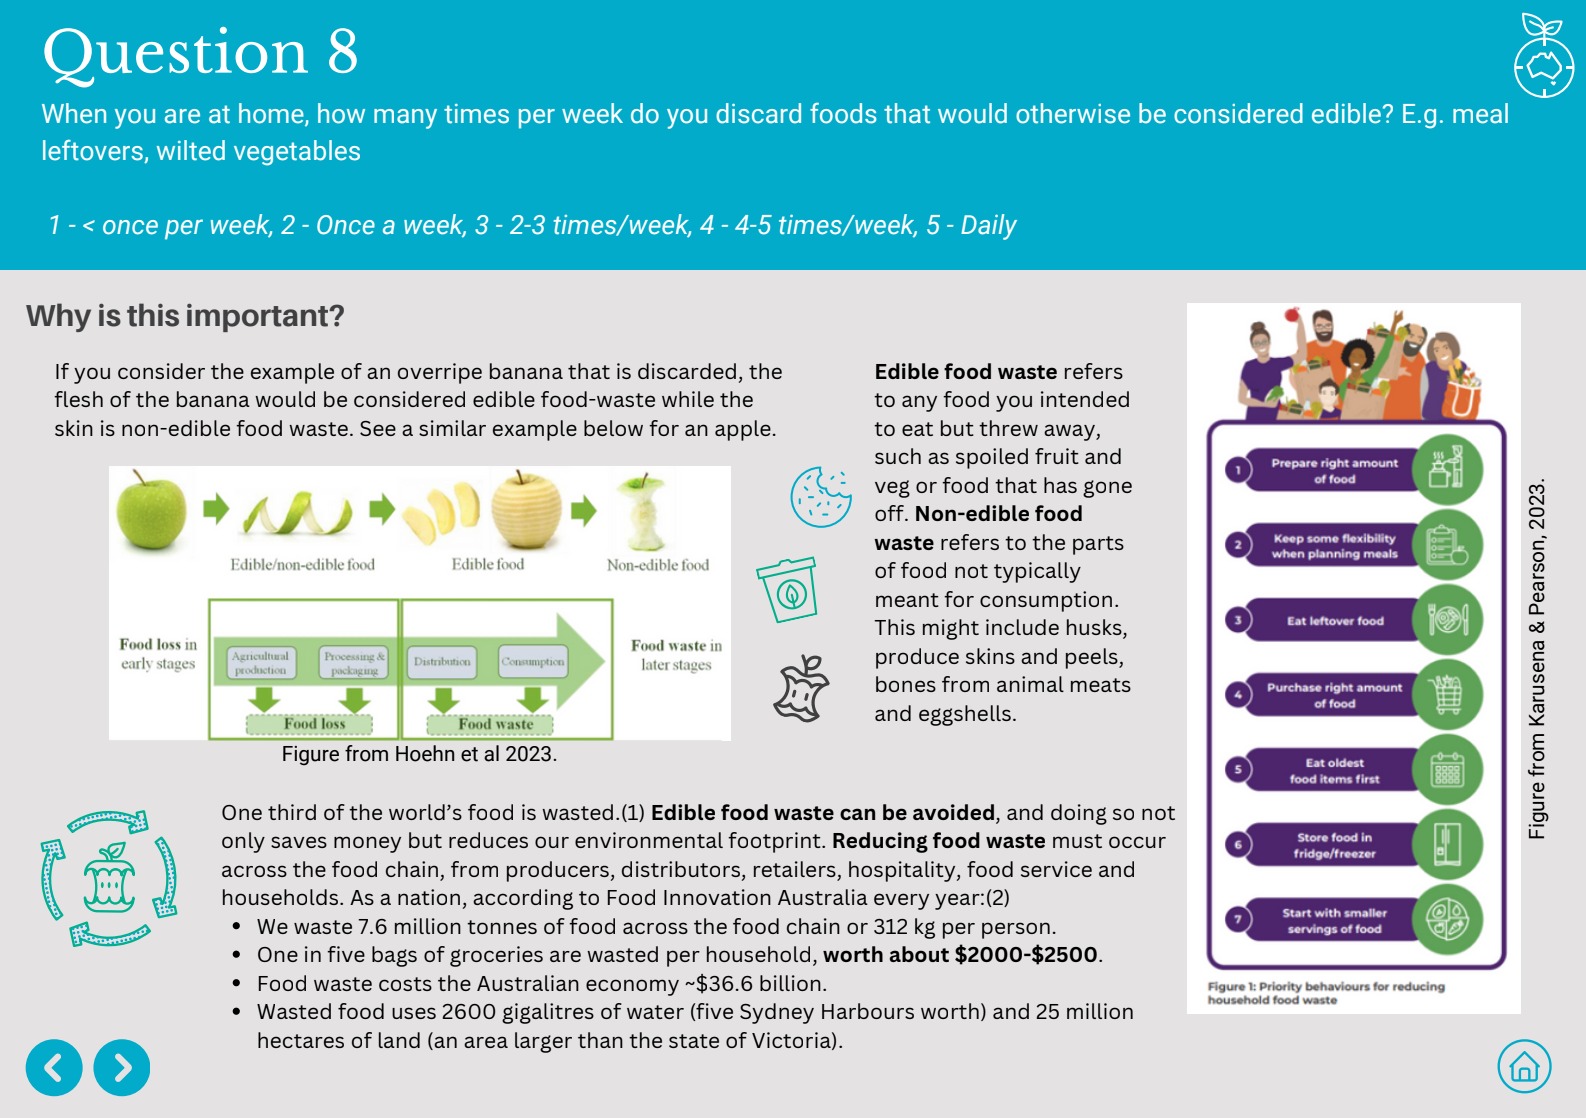 Question 8
When you are at home, how many times per week do you discard foods that would otherwise be considered edible? E.g. meal
leftovers, wilted vegetables
1 - < once per week, 2 - Once a week, 3 - 2-3 times/week, 4 - 4-5 times/week, 5 - Daily
Why is this important?
If you consider the example of an overripe banana that is discarded, the
flesh of the banana would be considered edible food-waste while the
skin is non-edible food waste. See a similar example below for an apple.
Edible/non-edible food
Edible food
Non-edible food
Food loss in
early stages
Agricultural
production
Processing &
packaging
Distribution
Consumption
Food waste in
later stages
Food loss
Food waste
Figure from Hoehn et al 2023.
Edible food waste refers
to any food you intended
to eat but threw away,
such as spoiled fruit and
veg or food that has gone
off. Non-edible food
waste refers to the parts
of food not typically
meant for consumption.
This might include husks,
produce skins and peels,
bones from animal meats
and eggshells.
One third of the world's food is wasted.(1) Edible food waste can be avoided, and doing so not
only saves money but reduces our environmental footprint. Reducing food waste must occur
across the food chain, from producers, distributors, retailers, hospitality, food service and
households. As a nation, according to Food Innovation Australia every year:(2)
• We waste 7.6 million tonnes of food across the food chain or 312 kg per person.
• One in five bags of groceries are wasted per household, worth about $2000-$2500.
• Food waste costs the Australian economy ~$36.6 billion.
• Wasted food uses 2600 gigalitres of water (five Sydney Harbours worth) and 25 million
hectares of land (an area larger than the state of Victoria).
1 Prepare right amount
of food
2 Keep some flexibility
when planning meals
3 Eat leftover food
4 Purchase right amount
of food
5 Eat oldest
food items first
6 Store food in
fridge/freezer
7 Start with smaller
servings of food
Figure 1: Priority behaviours for reducing
household food waste
Figure from Karusena & Pearson, 2023.